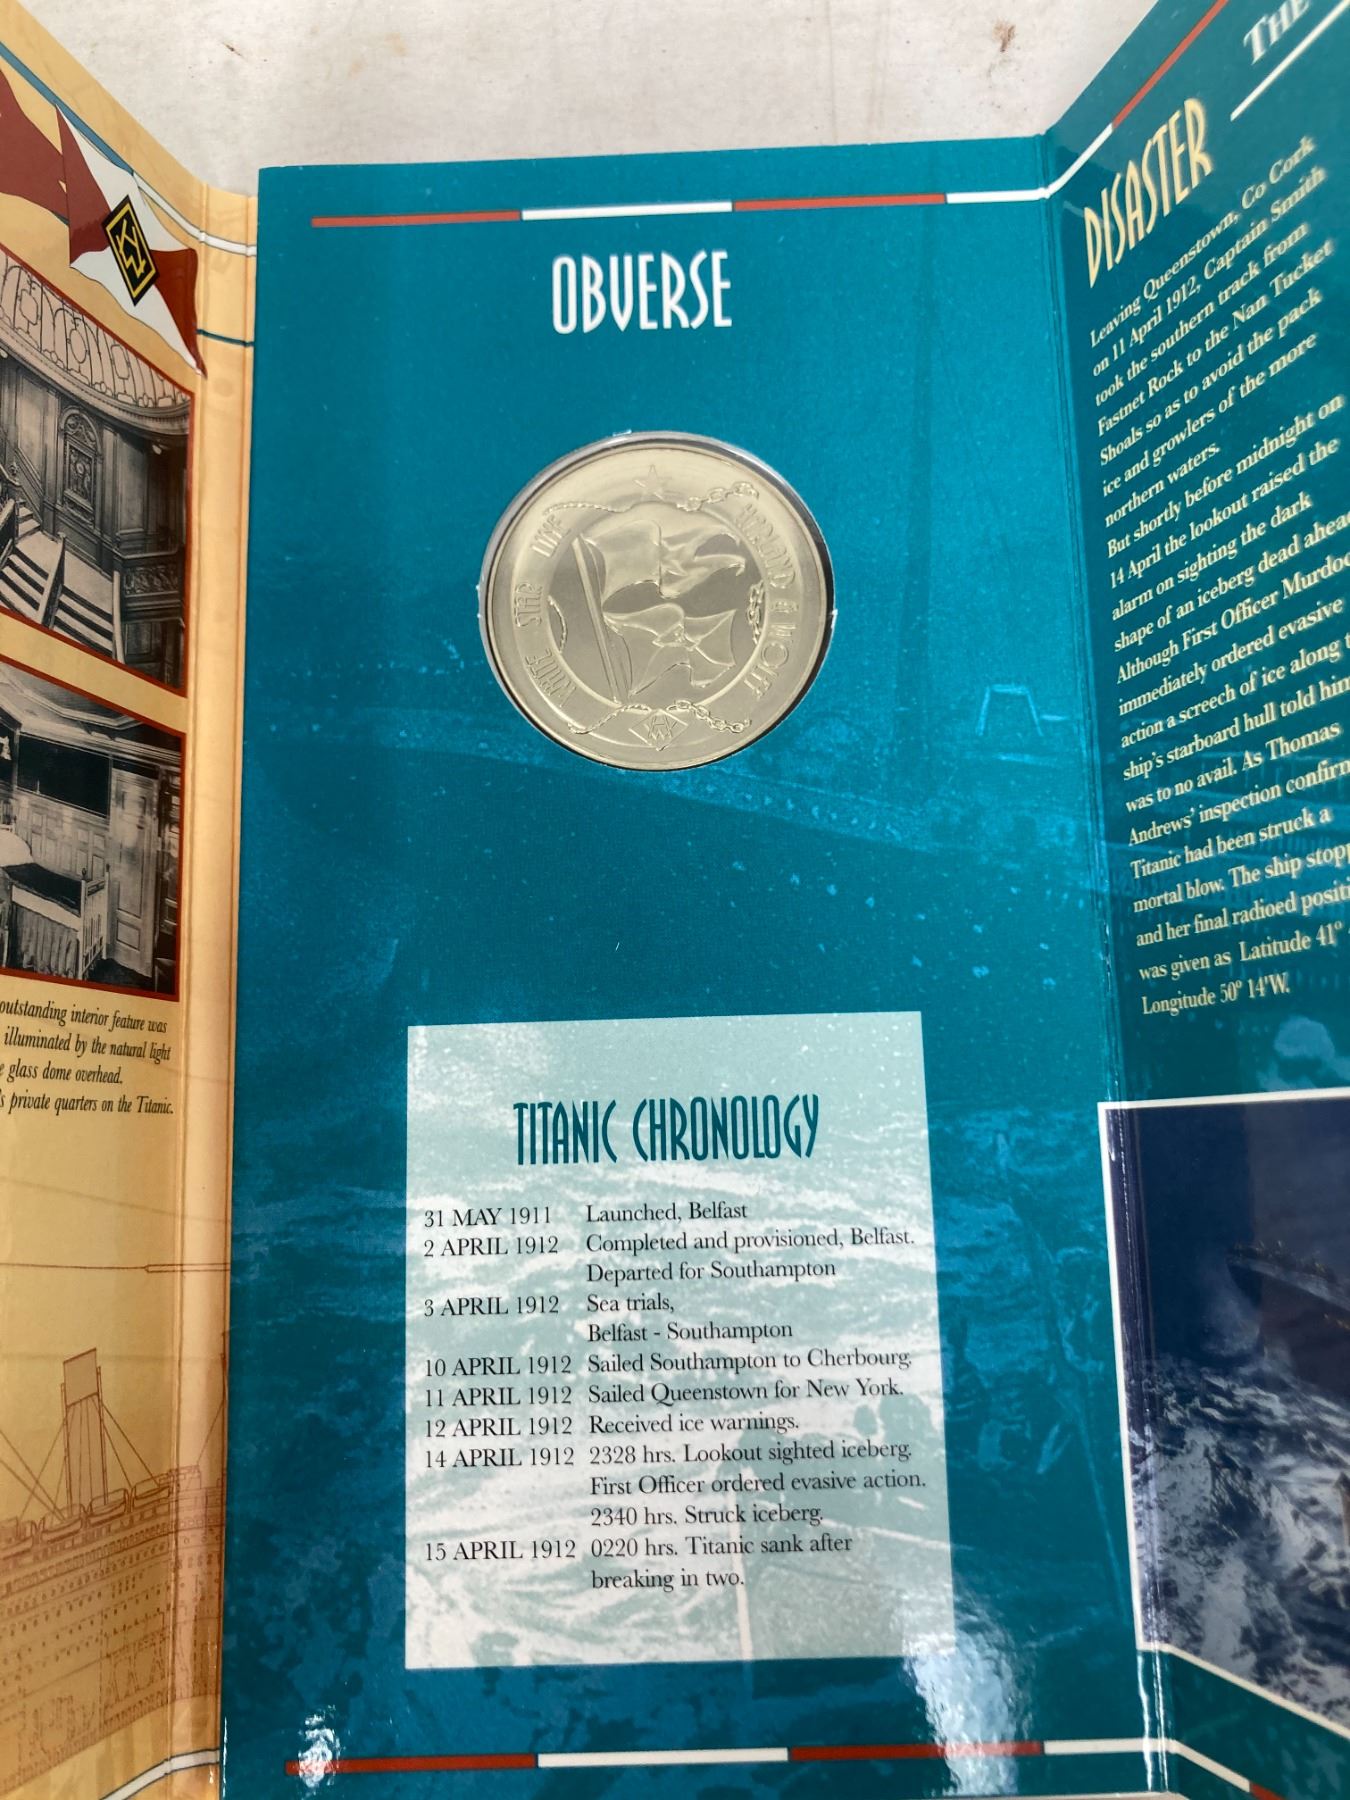 outstanding interior feature was
illuminated by the natural light
glass dome overhead.
private quarters on the Titanic.
OBVERSE
WHITE STAR LINE
HARLAND & WOLFF
TITANIC CHRONOLOGY
31 MAY 1911 Launched, Belfast
2 APRIL 1912 Completed and provisioned, Belfast.
Departed for Southampton
3 APRIL 1912 Sea trials,
Belfast - Southampton
10 APRIL 1912 Sailed Southampton to Cherbourg.
11 APRIL 1912 Sailed Queenstown for New York.
12 APRIL 1912 Received ice warnings.
14 APRIL 1912 2328 hrs. Lookout sighted iceberg.
First Officer ordered evasive action.
2340 hrs. Struck iceberg.
15 APRIL 1912 0220 hrs. Titanic sank after
breaking in two.
THE
DISASTER
Leaving Queenstown, Co Cork
on 11 April 1912, Captain Smith
took the southern track from
Fastnet Rock to the Nan Tucket
Shoals so as to avoid the pack
ice and growlers of the more
northern waters.
But shortly before midnight on
14 April the lookout raised the
alarm on sighting the dark
shape of an iceberg dead ahea
Although First Officer Murdo
immediately ordered evasive
action a screech of ice along
ship's starboard hull told him
was to no avail. As Thomas
Andrews' inspection confirm
Titanic had been struck a
mortal blow. The ship stop
and her final radioed positi
was given as Latitude 41°
Longitude 50° 14'W.